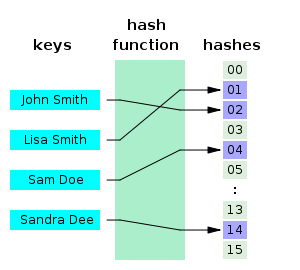 keys
hash
function
hashes
John Smith
Lisa Smith
Sam Doe
Sandra Dee
00
01
02
03
04
05
:
13
14
15